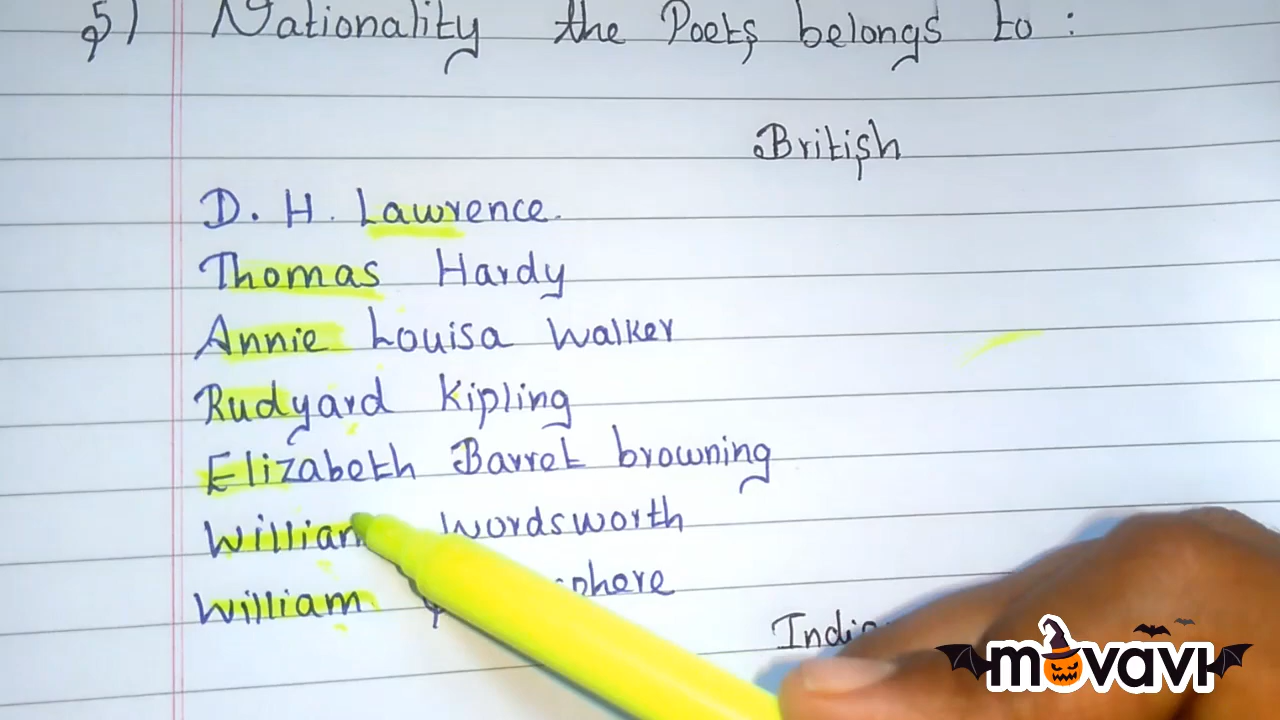 5) Nationality the Poets belongs to :
British
D. H. Lawrence.
Thomas Hardy
Annie Louisa Walker
Rudyard Kipling
Elizabeth Barret browning
William Wordsworth
William
movavi